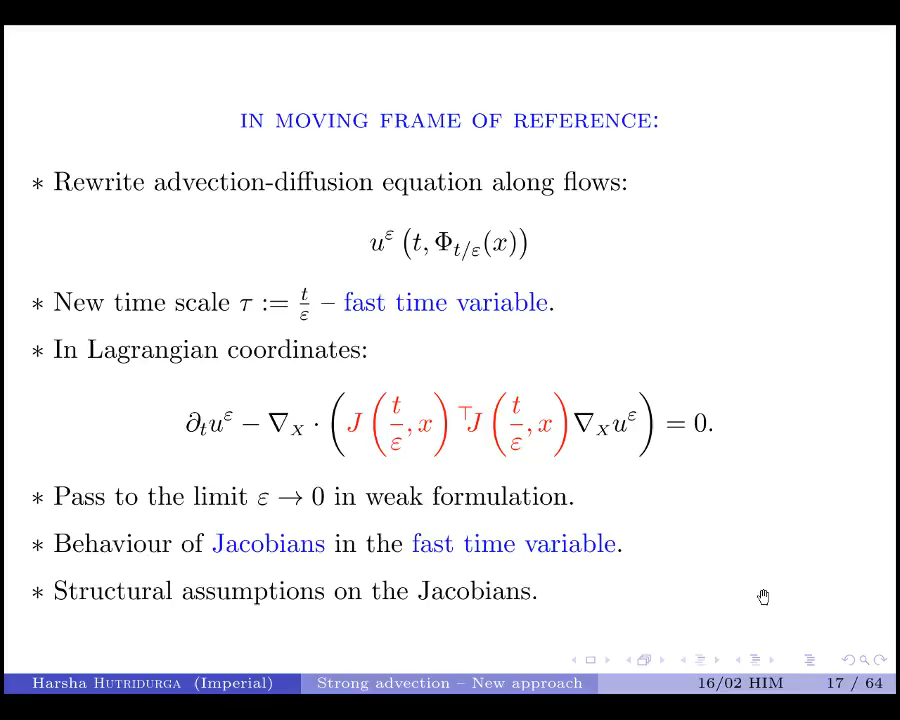 IN MOVING FRAME OF REFERENCE:
∗ Rewrite advection-diffusion equation along flows:
u^ε (t, Φ_{t/ε}(x))
∗ New time scale τ := t/ε – fast time variable.
∗ In Lagrangian coordinates:
∂_t u^ε − ∇_X · ( J (t/ε, x)^⊤ J (t/ε, x) ∇_X u^ε ) = 0.
∗ Pass to the limit ε → 0 in weak formulation.
∗ Behaviour of Jacobians in the fast time variable.
∗ Structural assumptions on the Jacobians.
Harsha HUTRIDURGA (Imperial) Strong advection – New approach 16/02 HIM 17 / 64